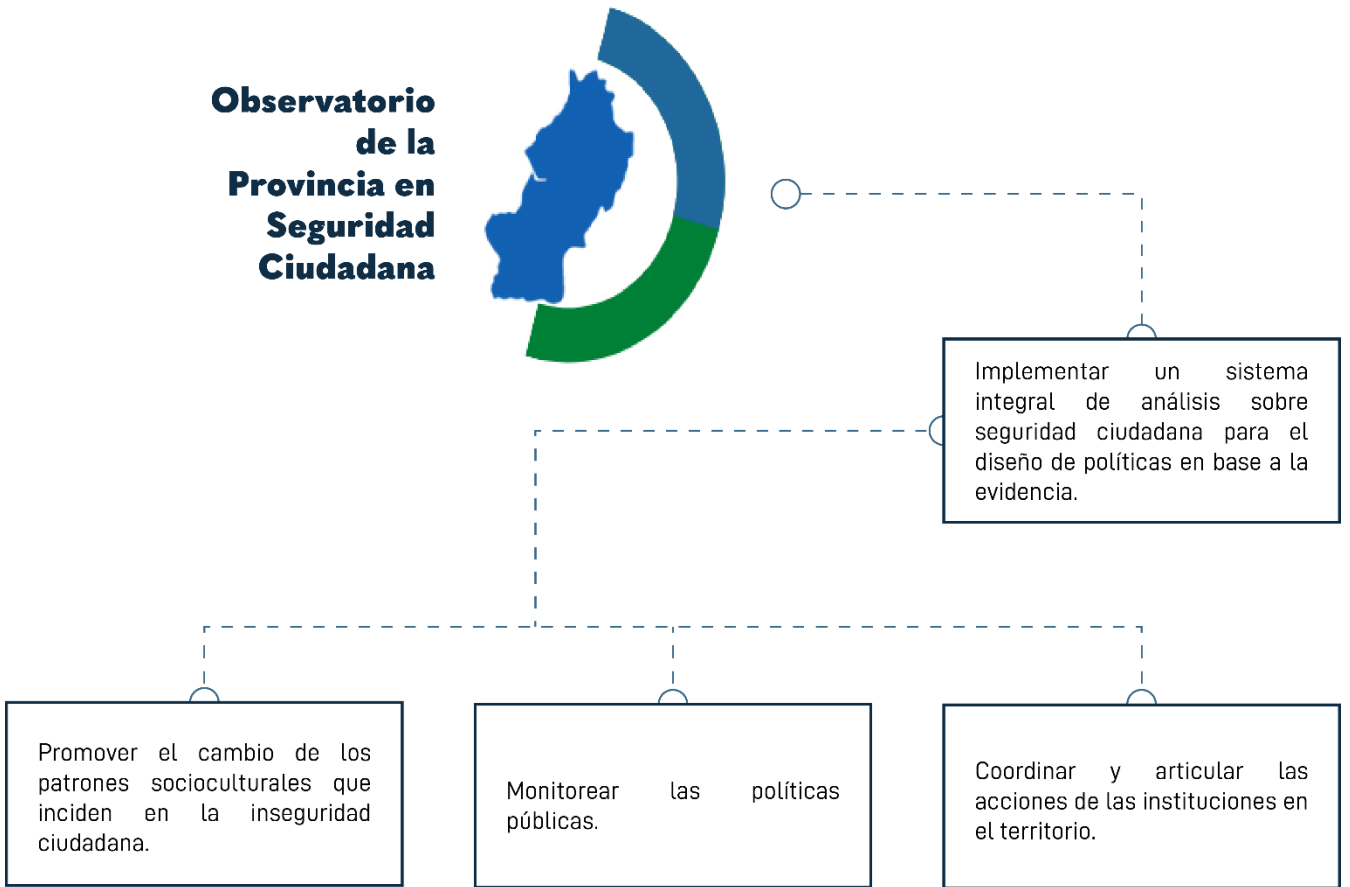 Observatorio
de la
Provincia en
Seguridad
Ciudadana
Implementar un sistema
integral de análisis sobre
seguridad ciudadana para el
diseño de políticas en base a la
evidencia.
Promover el cambio de los
patrones socioculturales que
inciden en la inseguridad
ciudadana.
Monitorear las políticas
públicas.
Coordinar y articular las
acciones de las instituciones en
el territorio.